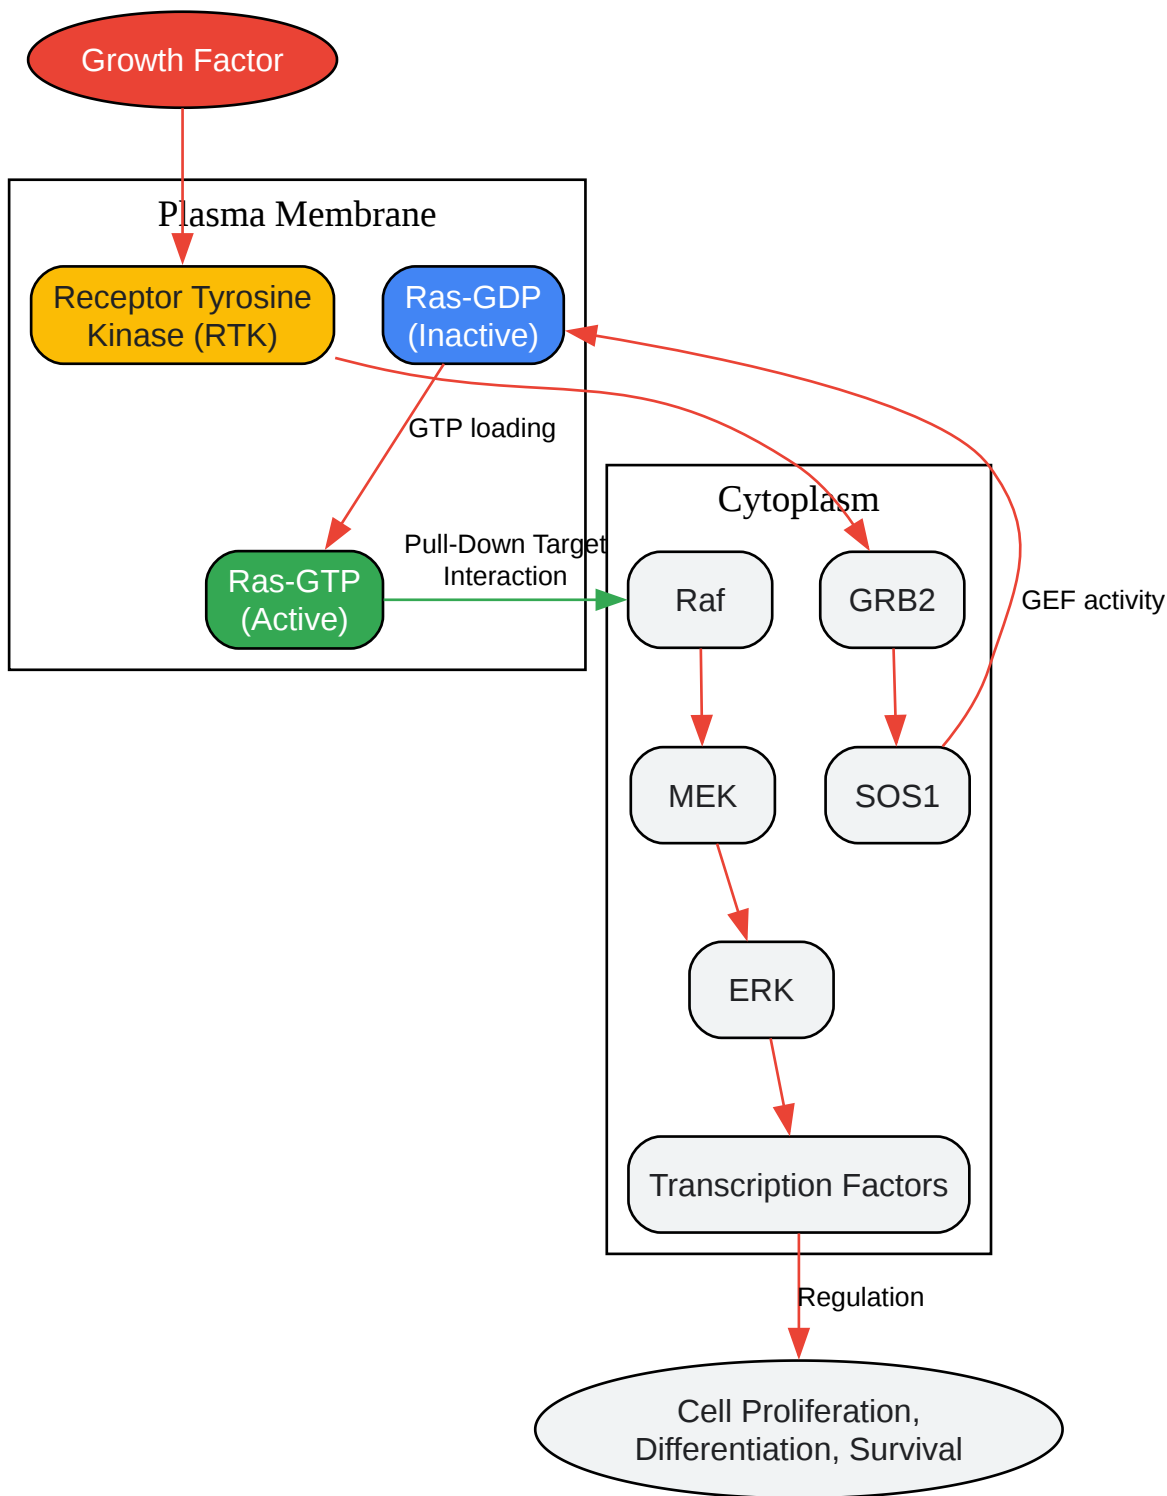 Growth Factor
Plasma Membrane
Receptor Tyrosine
Kinase (RTK)
Ras-GDP
(Inactive)
GTP loading
Cytoplasm
Pull-Down Target
Interaction
Ras-GTP
(Active)
Raf
GRB2
GEF activity
MEK
SOS1
ERK
Transcription Factors
Regulation
Cell Proliferation,
Differentiation, Survival